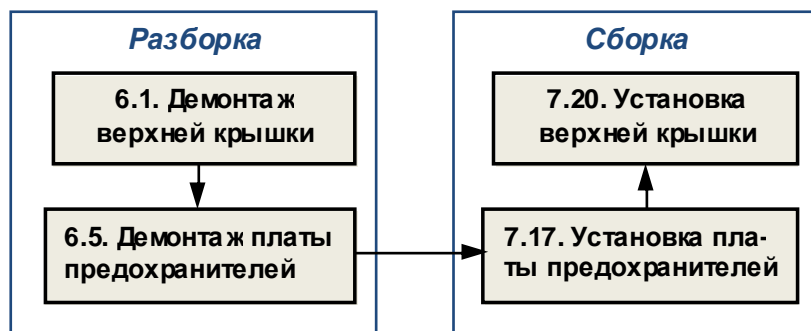 Разборка
6.1. Демонтаж
верхней крышки
6.5. Демонтаж платы
предохранителей
Сборка
7.20. Установка
верхней крышки
7.17. Установка пла-
ты предохранителей